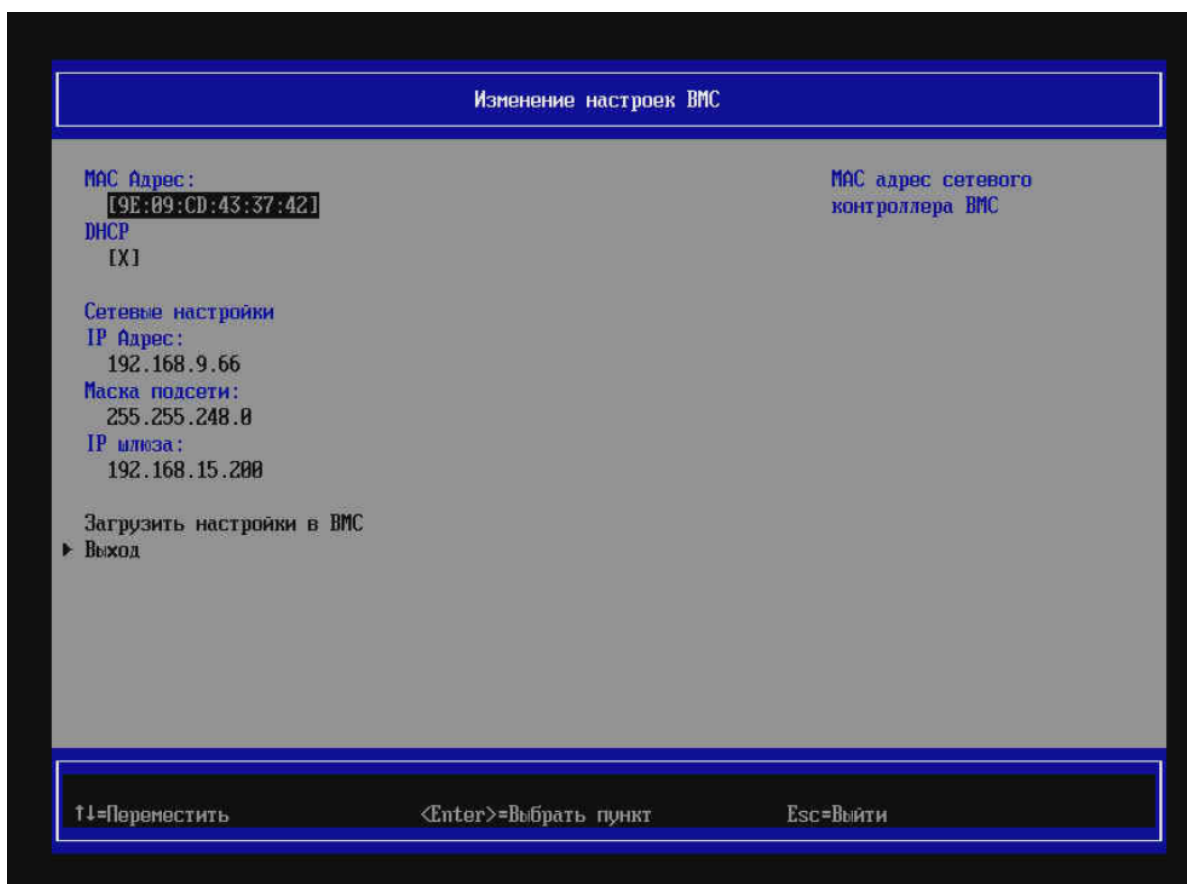 Изменение настроек BMC
MAC Адрес:
[9E:09:CD:43:37:42]
DHCP
[X]
Сетевые настройки
IP Адрес:
192.168.9.66
Маска подсети:
255.255.248.0
IP шлюза:
192.168.15.200
Загрузить настройки в BMC
▶ Выход
MAC адрес сетевого
контроллера BMC
↑↓=Переместить
<Enter>=Выбрать пункт
Esc=Выйти